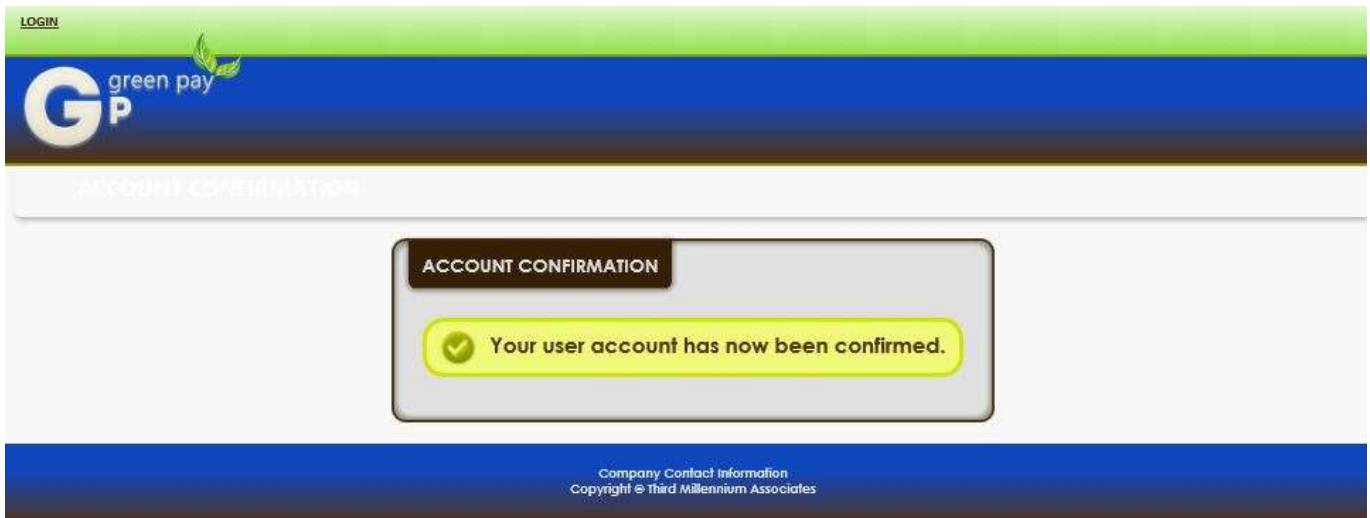 LOGIN
green pay
GP
ACCOUNT CONFIRMATION
ACCOUNT CONFIRMATION
Your user account has now been confirmed.
Company Contact Information
Copyright © Third Millennium Associates